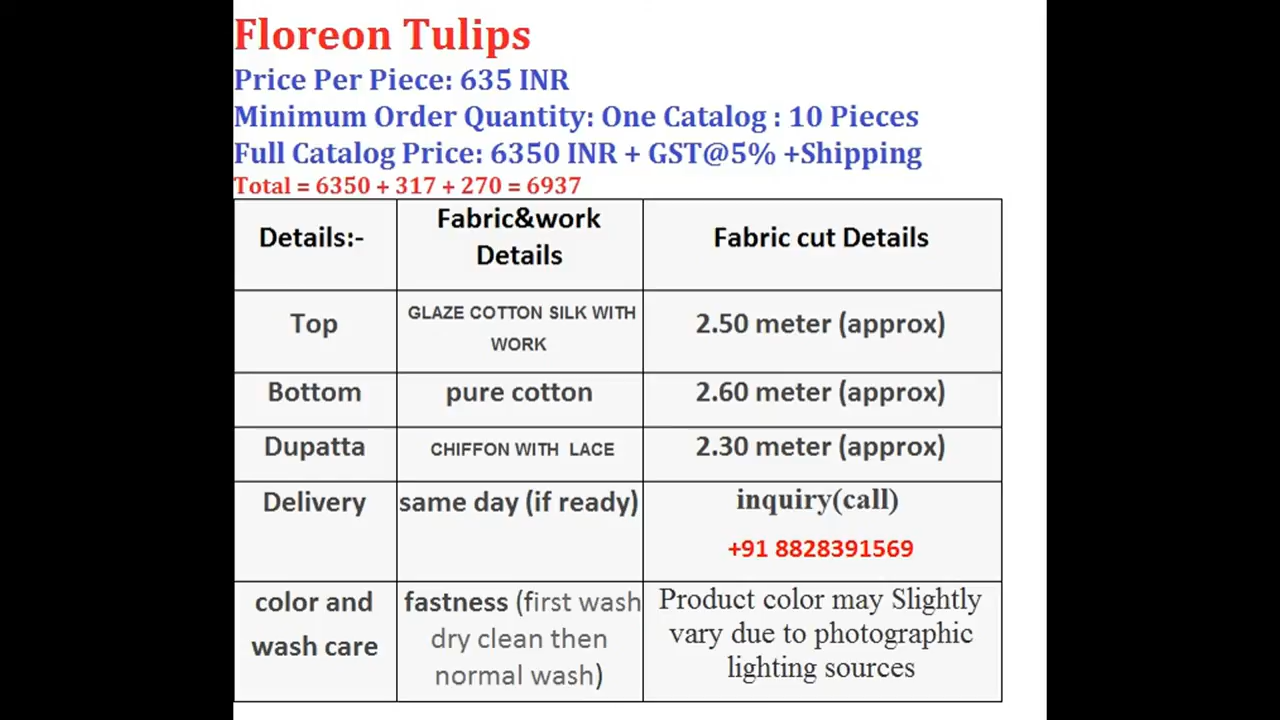 Floreon Tulips
Price Per Piece: 635 INR
Minimum Order Quantity: One Catalog : 10 Pieces
Full Catalog Price: 6350 INR + GST@5% +Shipping
Total = 6350 + 317 + 270 = 6937
Details:-
Fabric&work
Details
Fabric cut Details
Top
GLAZE COTTON SILK WITH
WORK
2.50 meter (approx)
Bottom
pure cotton
2.60 meter (approx)
Dupatta
CHIFFON WITH LACE
2.30 meter (approx)
Delivery
same day (if ready)
inquiry(call)
+91 8828391569
color and
wash care
fastness (first wash
dry clean then
normal wash)
Product color may Slightly
vary due to photographic
lighting sources